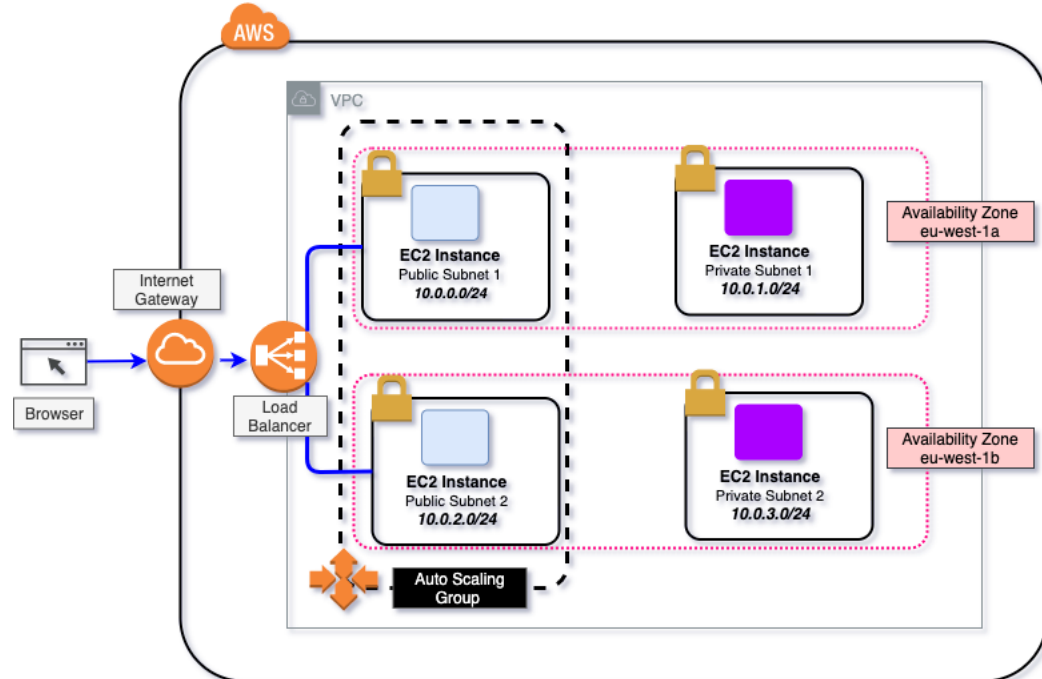 AWS
VPC
EC2 Instance
Public Subnet 1
10.0.0.0/24
EC2 Instance
Private Subnet 1
10.0.1.0/24
Availability Zone
eu-west-1a
Internet
Gateway
Browser
Load
Balancer
EC2 Instance
Public Subnet 2
10.0.2.0/24
EC2 Instance
Private Subnet 2
10.0.3.0/24
Availability Zone
eu-west-1b
Auto Scaling
Group